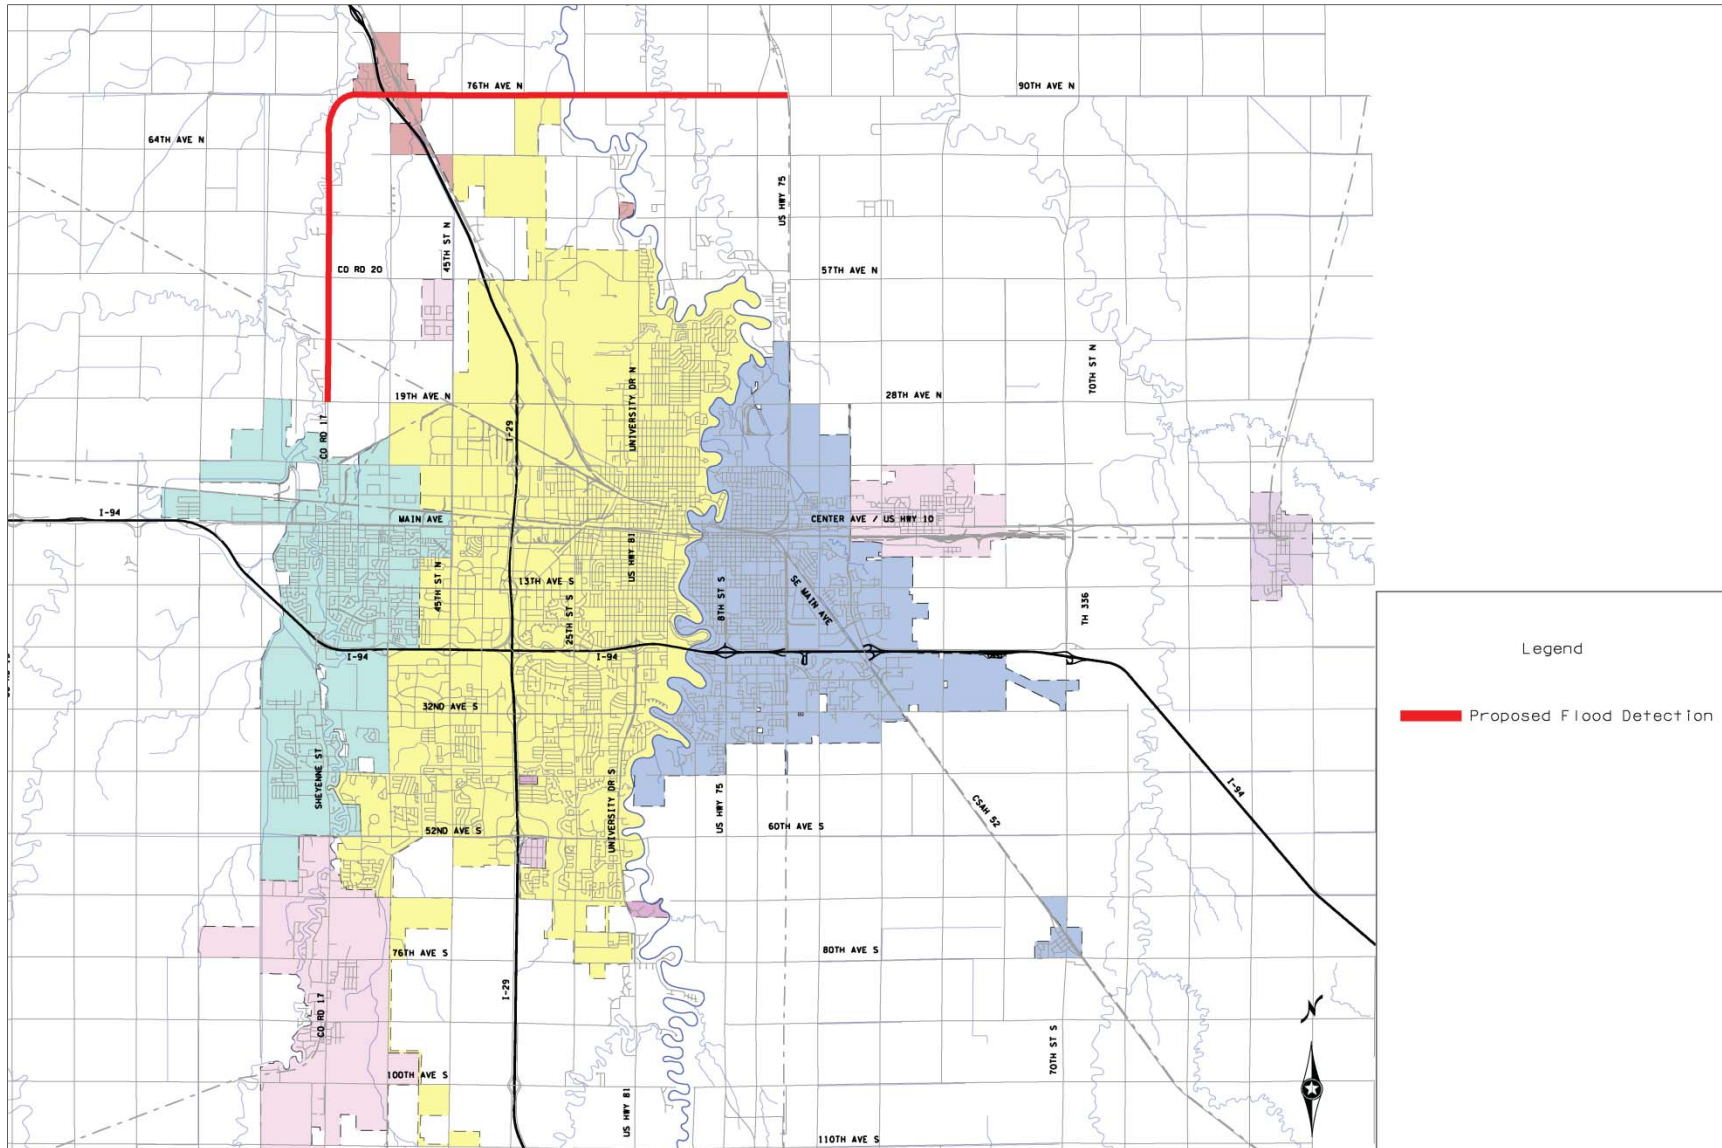 76TH AVE N
90TH AVE N
64TH AVE N
US HWY 75
45TH ST N
CO RD 20
57TH AVE N
70TH ST N
UNIVERSITY DR N
19TH AVE N
28TH AVE N
CO RD 17
I-29
I-94
MAIN AVE
CENTER AVE / US HWY 10
US HWY 81
45TH ST N
13TH AVE S
25TH ST S
8TH ST S
SE MAIN AVE
TH 336
I-94
I-94
Legend
32ND AVE S
Proposed Flood Detection
SHEYENNE ST
I-94
US HWY 75
CSAH 52
UNIVERSITY DR S
52ND AVE S
60TH AVE S
76TH AVE S
80TH AVE S
I-29
CO RD 17
N
70TH ST S
100TH AVE S
US HWY 81
110TH AVE S